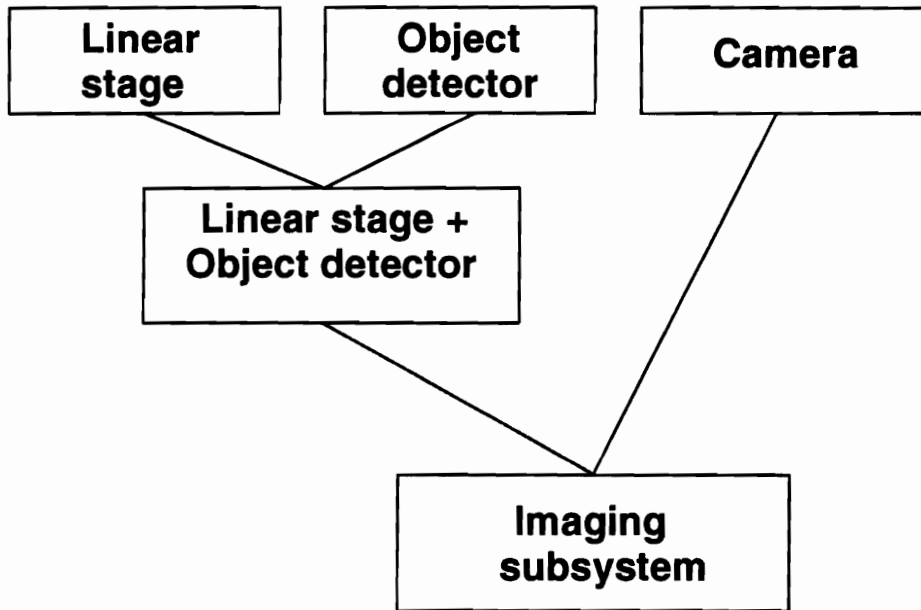 Linear
stage
Object
detector
Camera
Linear stage +
Object detector
Imaging
subsystem